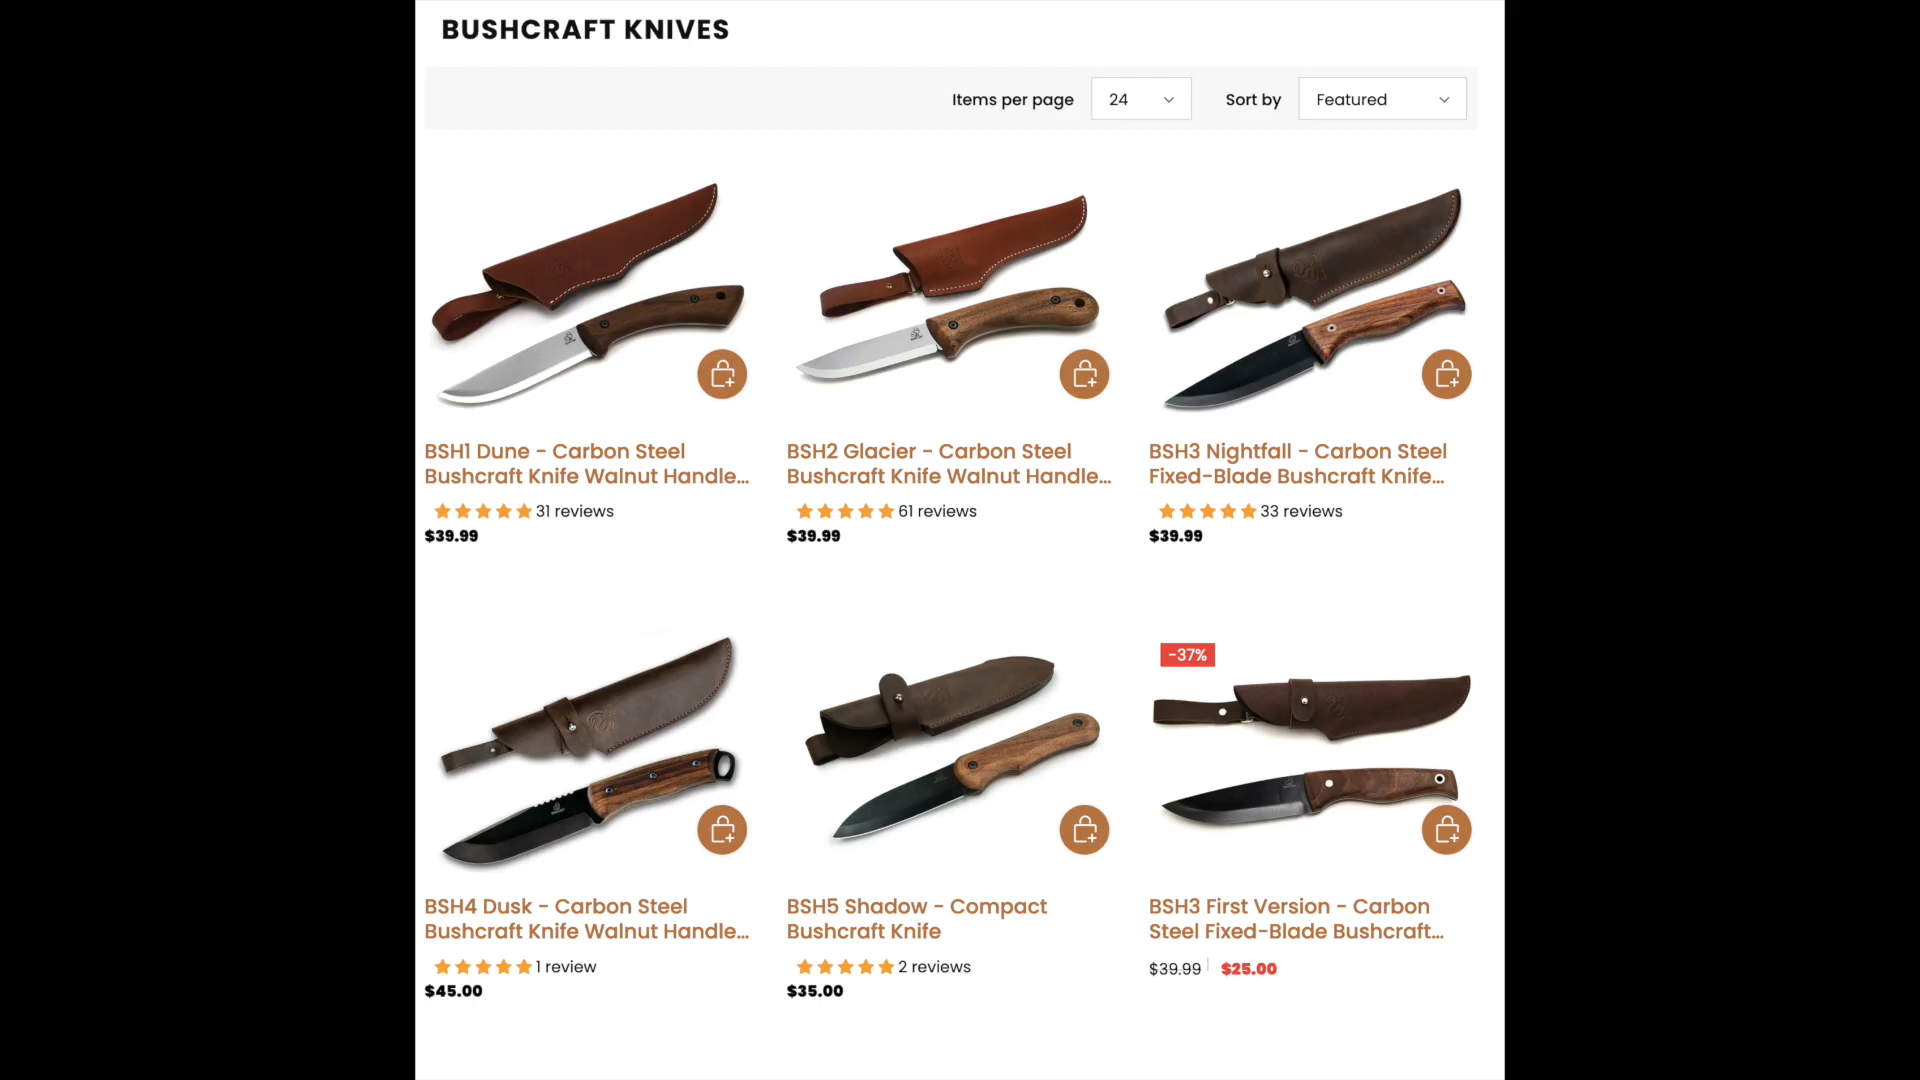 BUSHCRAFT KNIVES
Items per page 24 Sort by Featured
BSH1 Dune - Carbon Steel
Bushcraft Knife Walnut Handle...
31 reviews
$39.99
BSH2 Glacier - Carbon Steel
Bushcraft Knife Walnut Handle...
61 reviews
$39.99
BSH3 Nightfall - Carbon Steel
Fixed-Blade Bushcraft Knife...
33 reviews
$39.99
BSH4 Dusk - Carbon Steel
Bushcraft Knife Walnut Handle...
1 review
$45.00
BSH5 Shadow - Compact
Bushcraft Knife
2 reviews
$35.00
-37%
BSH3 First Version - Carbon
Steel Fixed-Blade Bushcraft...
$39.99 $25.00